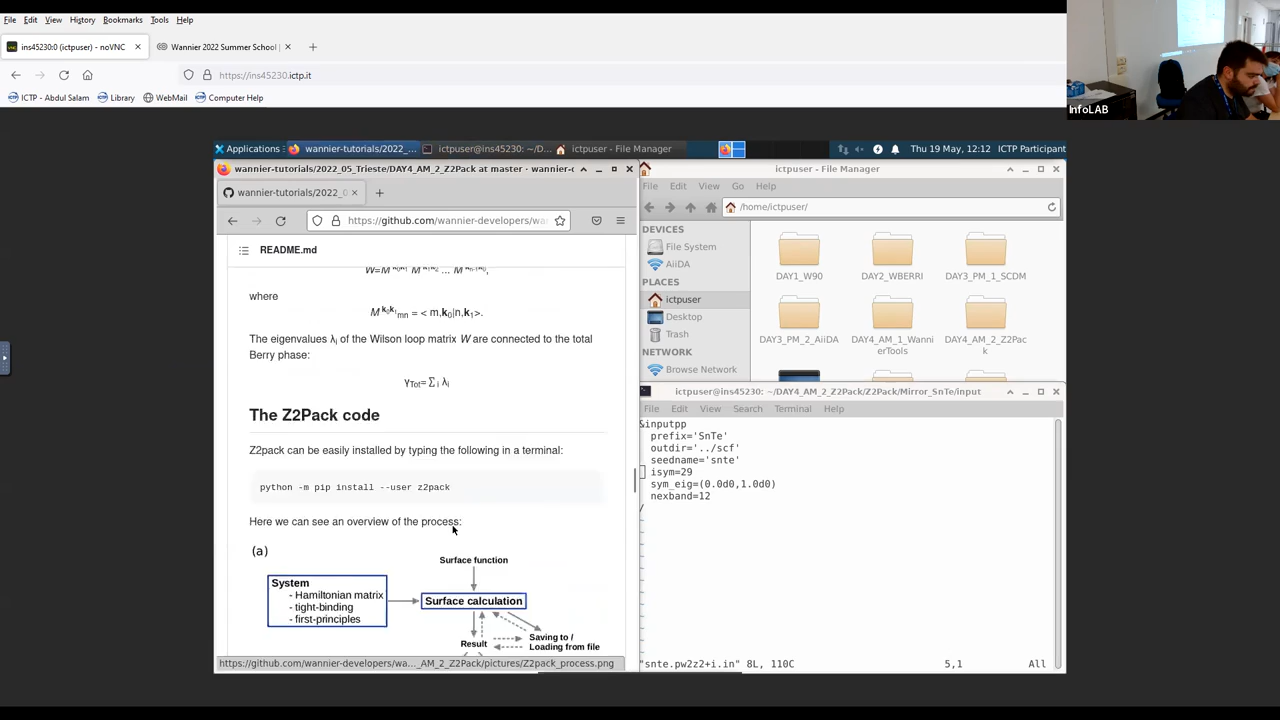 File Edit View History Bookmarks Tools Help
ins45230:0 (ictpuser) - noVNC ×
Wannier 2022 Summer School | ×
https://ins45230.ictp.it
ICTP - Abdul Salam Library WebMail Computer Help
InfoLAB
Applications wannier-tutorials/2022_... ictpuser@ins45230: ~/D... ictpuser - File Manager Thu 19 May, 12:12 ICTP Participant
wannier-tutorials/2022_05_Trieste/DAY4_AM_2_Z2Pack at master · wannier-d
wannier-tutorials/2022_0
https://github.com/wannier-developers/wa
README.md
where
M^{k₀k₁}_{mn} = < m,k₀|n,k₁>.
The eigenvalues λ_i of the Wilson loop matrix W are connected to the total
Berry phase:
γ_Tot = ∑_i λ_i
The Z2Pack code
Z2pack can be easily installed by typing the following in a terminal:
python -m pip install --user z2pack
Here we can see an overview of the process:
(a)
Surface function
System
- Hamiltonian matrix
- tight-binding
- first-principles
Surface calculation
Result
Saving to /
Loading from file
https://github.com/wannier-developers/wa..._AM_2_Z2Pack/pictures/Z2pack_process.png
ictpuser - File Manager
File Edit View Go Help
/home/ictpuser/
DEVICES
File System
AiiDA
PLACES
ictpuser
Desktop
Trash
NETWORK
Browse Network
DAY1_W90 DAY2_WBERRI DAY3_PM_1_SCDM
DAY3_PM_2_AiiDA DAY4_AM_1_WannierTools DAY4_AM_2_Z2Pack
ictpuser@ins45230: ~/DAY4_AM_2_Z2Pack/Z2Pack/Mirror_SnTe/input
File Edit View Search Terminal Help
&inputpp
prefix='SnTe'
outdir='../scf'
seedname='snte'
isym=29
sym_eig=(0.0d0,1.0d0)
nexband=12
/
~
"snte.pw2z2+i.in" 8L, 110C 5,1 All